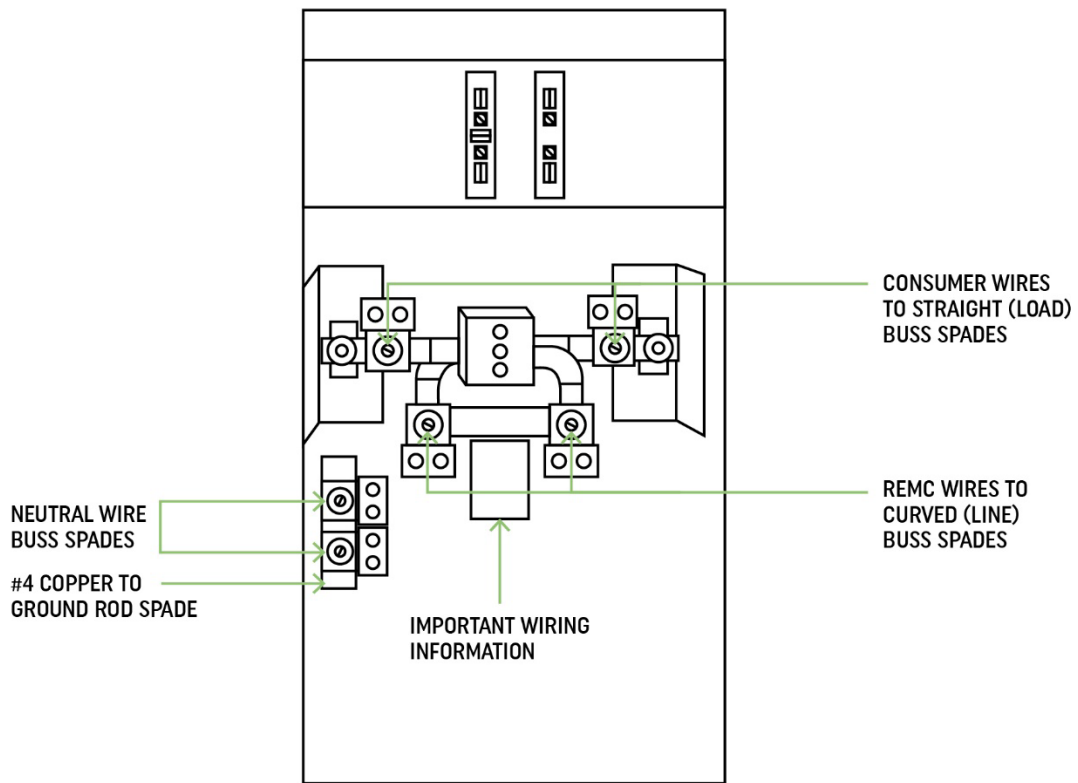 CONSUMER WIRES
TO STRAIGHT (LOAD)
BUSS SPADES
NEUTRAL WIRE
BUSS SPADES
REMC WIRES TO
CURVED (LINE)
BUSS SPADES
#4 COPPER TO
GROUND ROD SPADE
IMPORTANT WIRING
INFORMATION